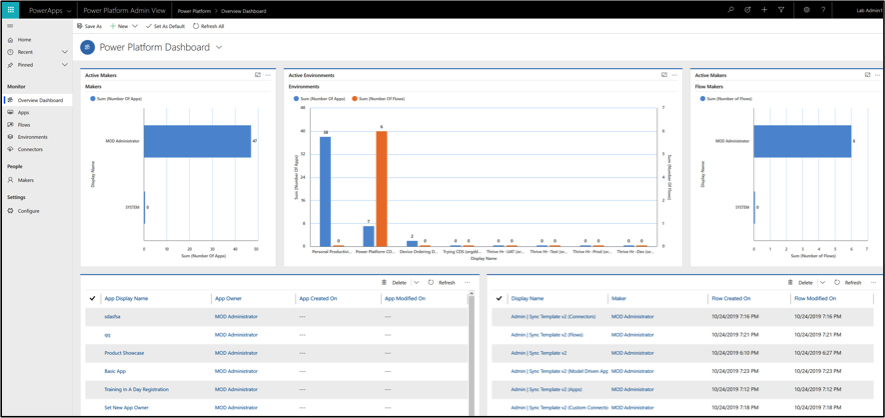 PowerApps
Power Platform Admin View
Power Platform > Overview Dashboard
Lab Admin1
Save As
New
Set As Default
Refresh All
Power Platform Dashboard
Home
Recent
Pinned
Monitor
Overview Dashboard
Apps
Flows
Environments
Connectors
People
Makers
Settings
Configure
Active Makers
Makers
Sum (Number Of Apps)
MOD Administrator
47
SYSTEM
0
Display Name
0 10 20 30 40 50
Sum (Number Of Apps)
Active Environments
Environments
Sum (Number Of Apps) Sum (Number Of Flows)
48
40
32
24
16
8
0
Sum (Number Of Apps)
38 0 7 6 2 0 0 0 0 0 0 0 0 0 0 0
7
6
5
4
3
2
1
0
Sum (Number Of Flows)
Personal Productivi... Power Platform CO... Device Ordering D... Trying CDS (orgd... Thrive Hr - UAT (or... Thrive Hr - Test (or... Thrive Hr - Prod (or... Thrive Hr - Dev (or...
Display Name
Active-Makers
Flow Makers
Sum (Number of Flows)
MOD Administrator
6
SYSTEM
0
Display Name
0 1 2 3 4 5 6 7
Sum (Number of Flows)
Delete Refresh
App Display Name App Owner App Created On App Modified On
sdasfsa MOD Administrator --- ---
qq MOD Administrator --- ---
Product Showcase MOD Administrator --- ---
Basic App MOD Administrator --- ---
Training In A Day Registration MOD Administrator --- ---
Set New App Owner MOD Administrator --- ---
Delete Refresh
Display Name Maker Flow Created On Flow Modified On
Admin | Sync Template v2 (Connectors) MOD Administrator 10/24/2019 7:16 PM 10/24/2019 7:16 PM
Admin | Sync Template v2 (Flows) MOD Administrator 10/24/2019 7:21 PM 10/24/2019 7:21 PM
Admin | Sync Template v2 MOD Administrator 10/24/2019 6:10 PM 10/24/2019 6:27 PM
Admin | Sync Template v2 (Model Driven App MOD Administrator 10/24/2019 7:23 PM 10/24/2019 7:23 PM
Admin | Sync Template v2 (Apps) MOD Administrator 10/24/2019 7:12 PM 10/24/2019 7:12 PM
Admin | Sync Template v2 (Custom Connecto MOD Administrator 10/24/2019 7:18 PM 10/24/2019 7:18 PM